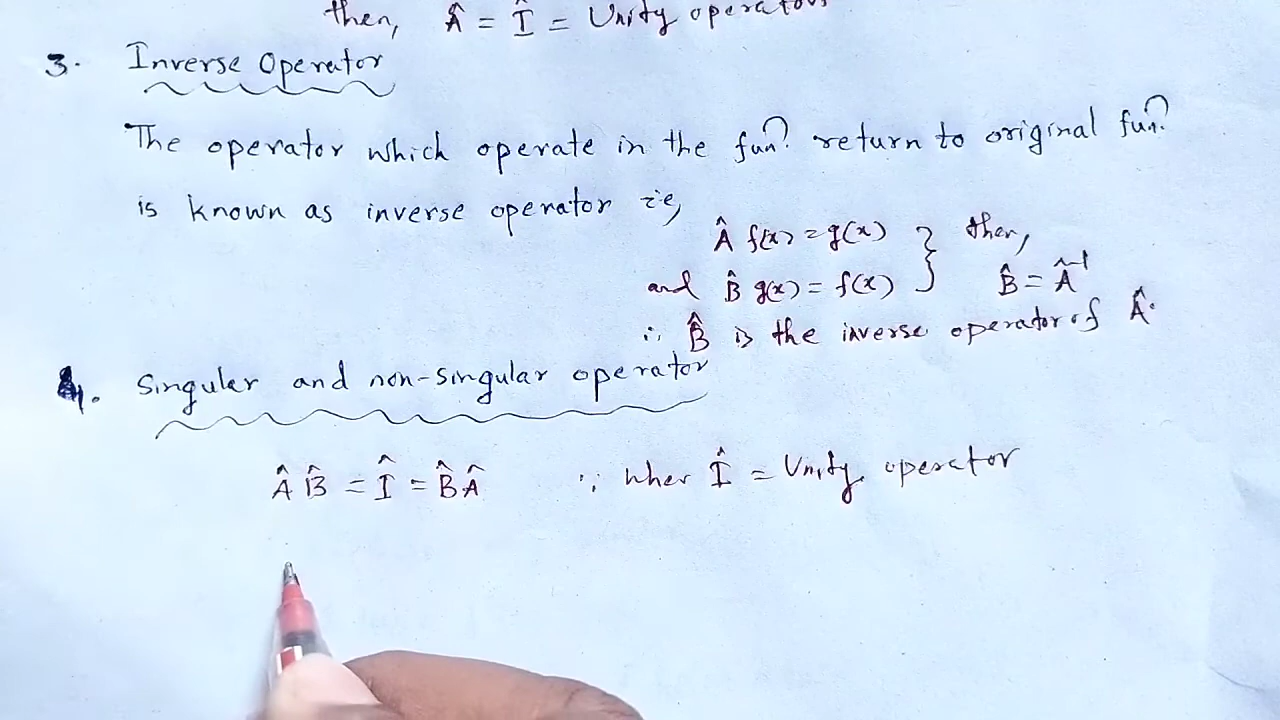 then, Â = Î = Unity operator
3. Inverse Operator
The operator which operate in the fun? return to original fun?
is known as inverse operator ie,
Â f(x) = g(x) } then,
and B̂ g(x) = f(x) B̂ = Â⁻¹
∴ B̂ is the inverse operator of Â.
4. Singular and non-singular operator
Â B̂ = Î = B̂ Â ∵ Wher Î = Unity operator